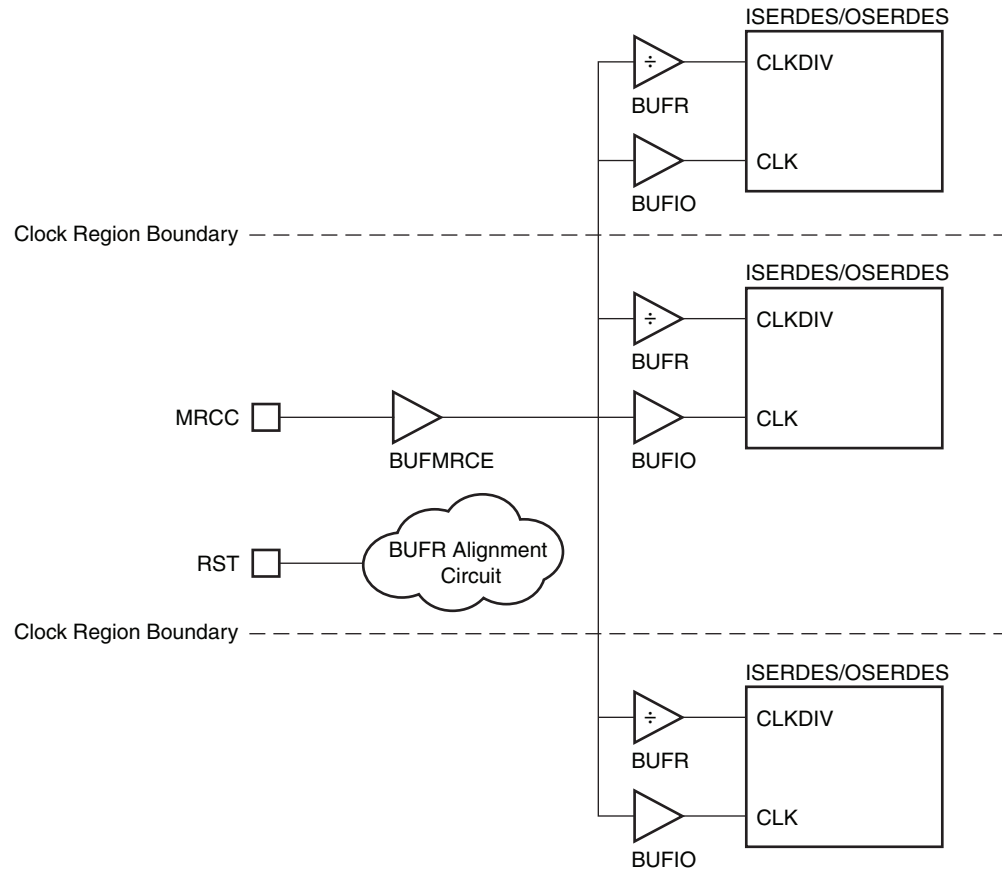 ISERDES/OSERDES
÷
CLKDIV
BUFR
CLK
BUFIO
Clock Region Boundary
ISERDES/OSERDES
÷
CLKDIV
BUFR
MRCC
CLK
BUFMRCE
BUFIO
RST
BUFR Alignment
Circuit
Clock Region Boundary
ISERDES/OSERDES
÷
CLKDIV
BUFR
CLK
BUFIO